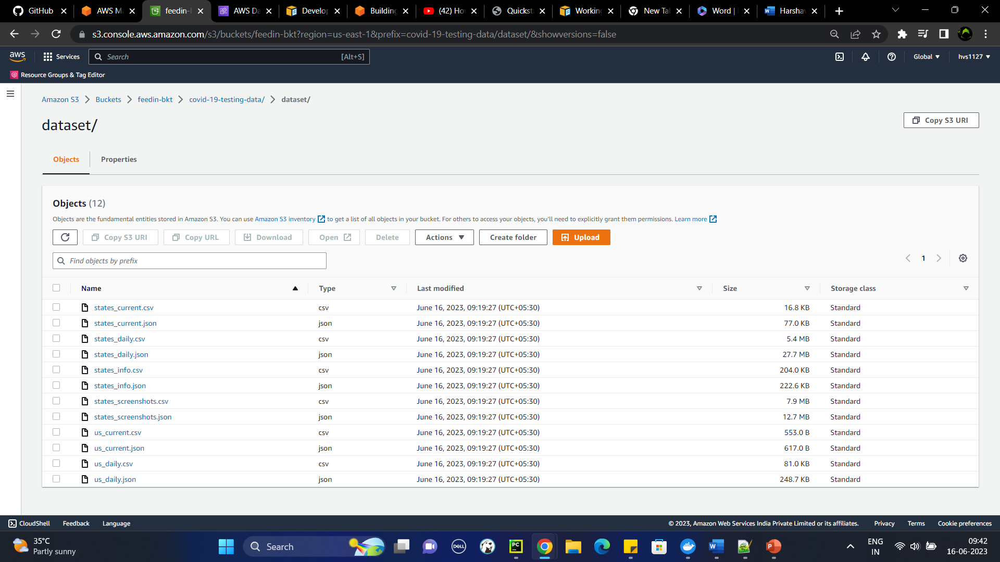 GitHub
AWS M
feedin-b
AWS Da
Develop
Building
(42) Ho
Quicksta
Working
New Tab
Word |
Harshav
s3.console.aws.amazon.com/s3/buckets/feedin-bkt?region=us-east-1&prefix=covid-19-testing-data/dataset/&showversions=false
aws
Services
Search [Alt+S]
Global
hvs1127
Resource Groups & Tag Editor
Amazon S3 > Buckets > feedin-bkt > covid-19-testing-data/ > dataset/
dataset/
Copy S3 URI
Objects
Properties
Objects (12)
Objects are the fundamental entities stored in Amazon S3. You can use Amazon S3 inventory to get a list of all objects in your bucket. For others to access your objects, you'll need to explicitly grant them permissions. Learn more
Copy S3 URI Copy URL Download Open Delete Actions Create folder Upload
Find objects by prefix
1
Name Type Last modified Size Storage class
states_current.csv csv June 16, 2023, 09:19:27 (UTC+05:30) 16.8 KB Standard
states_current.json json June 16, 2023, 09:19:27 (UTC+05:30) 77.0 KB Standard
states_daily.csv csv June 16, 2023, 09:19:27 (UTC+05:30) 5.4 MB Standard
states_daily.json json June 16, 2023, 09:19:27 (UTC+05:30) 27.7 MB Standard
states_info.csv csv June 16, 2023, 09:19:27 (UTC+05:30) 204.0 KB Standard
states_info.json json June 16, 2023, 09:19:27 (UTC+05:30) 222.6 KB Standard
states_screenshots.csv csv June 16, 2023, 09:19:27 (UTC+05:30) 7.9 MB Standard
states_screenshots.json json June 16, 2023, 09:19:27 (UTC+05:30) 12.7 MB Standard
us_current.csv csv June 16, 2023, 09:19:27 (UTC+05:30) 553.0 B Standard
us_current.json json June 16, 2023, 09:19:27 (UTC+05:30) 617.0 B Standard
us_daily.csv csv June 16, 2023, 09:19:27 (UTC+05:30) 81.0 KB Standard
us_daily.json json June 16, 2023, 09:19:27 (UTC+05:30) 248.7 KB Standard
CloudShell Feedback Language © 2023, Amazon Web Services India Private Limited or its affiliates. Privacy Terms Cookie preferences
35°C
Partly sunny
Search
DELL
PC
ENG
IN
09:42
16-06-2023